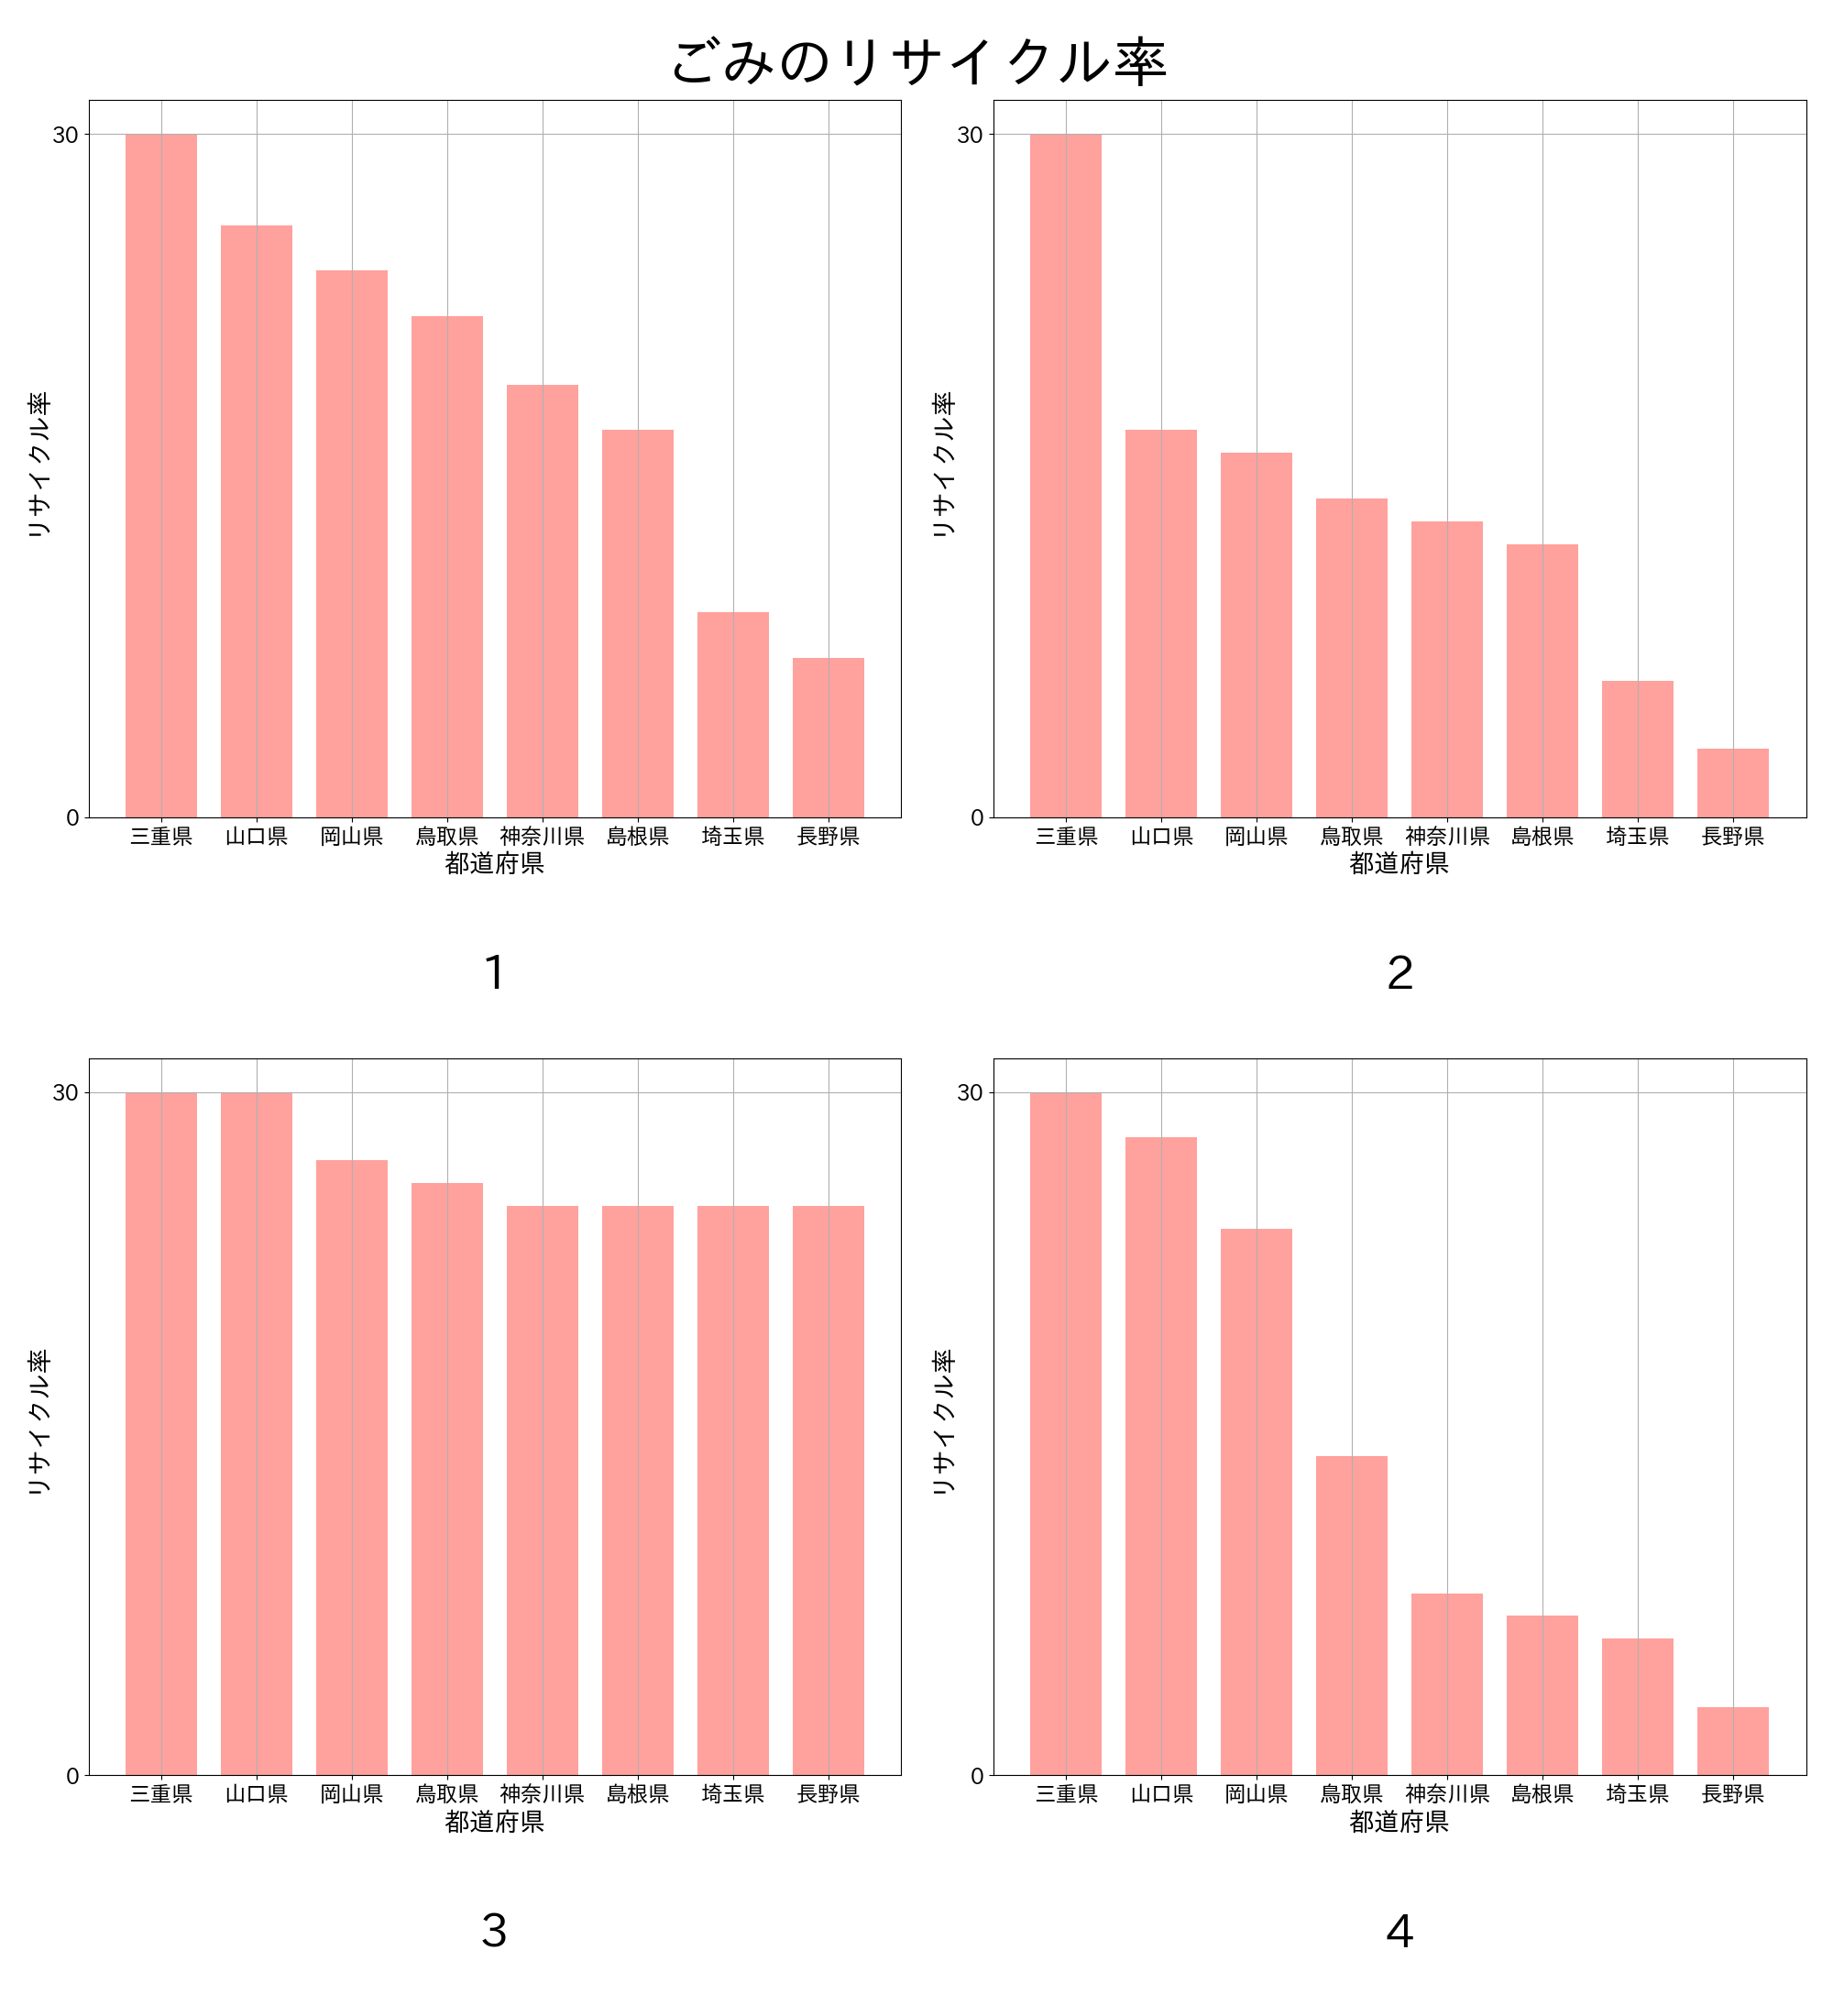 ごみのリサイクル率
30
0
リサイクル率
三重県 山口県 岡山県 鳥取県 神奈川県 島根県 埼玉県 長野県
都道府県
1
30
0
リサイクル率
三重県 山口県 岡山県 鳥取県 神奈川県 島根県 埼玉県 長野県
都道府県
2
30
0
リサイクル率
三重県 山口県 岡山県 鳥取県 神奈川県 島根県 埼玉県 長野県
都道府県
3
30
0
リサイクル率
三重県 山口県 岡山県 鳥取県 神奈川県 島根県 埼玉県 長野県
都道府県
4